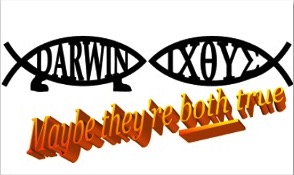 DARWIN ΙΧΘΥΣ
Maybe they're both true